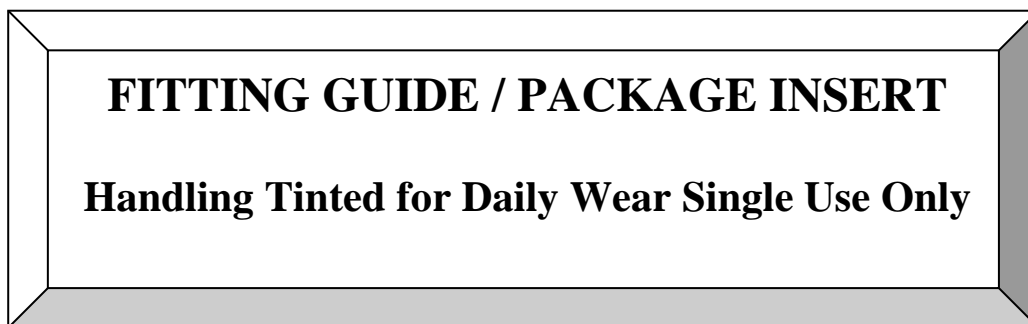 FITTING GUIDE / PACKAGE INSERT
Handling Tinted for Daily Wear Single Use Only